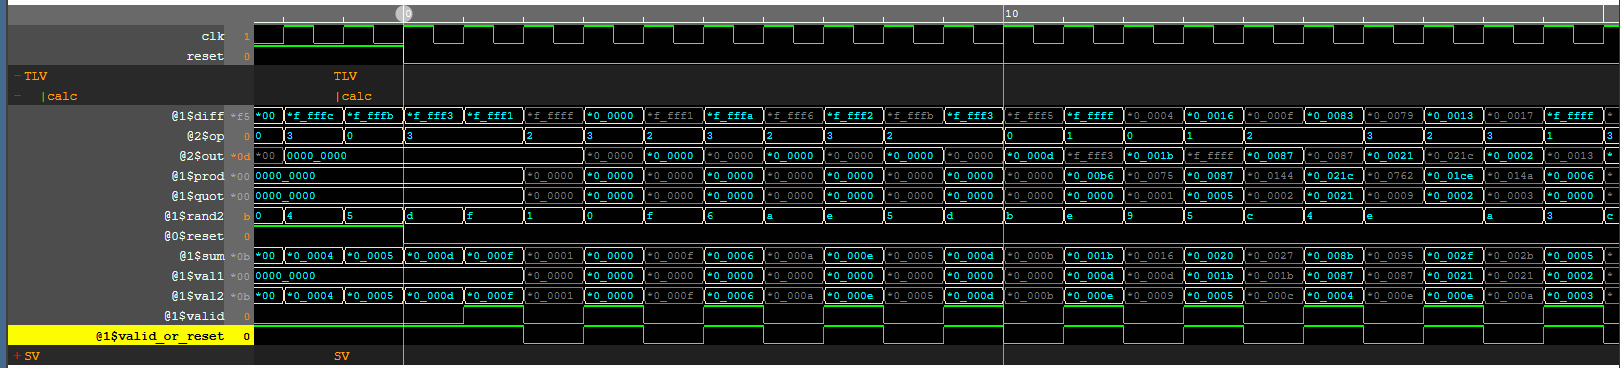 0 10
clk 1
reset 0
TLV TLV
|calc |calc
@1$diff *f5 *00 *f_fffc *f_fffb *f_fff3 *f_fff1 *f_ffff *0_0000 *f_fff1 *f_fffa *f_fff6 *f_fff2 *f_fffb *f_fff3 *f_fff5 *f_ffff *0_0004 *0_0016 *0_000f *0_0083 *0_0079 *0_0013 *0_0017 *f_ffff *
@2$op 0 0 3 0 3 2 3 2 3 2 3 2 0 1 0 1 2 3 2 3 1 3
@2$out *0d *00 0000_0000 *0_0000 *0_0000 *0_0000 *0_0000 *0_0000 *0_0000 *0_0000 *0_000d *f_fff3 *0_001b *f_ffff *0_0087 *0_0087 *0_0021 *0_021c *0_0002 *0_0013 *
@1$prod *00 0000_0000 *0_0000 *0_0000 *0_0000 *0_0000 *0_0000 *0_0000 *0_0000 *0_0000 *0_0000 *0_00b6 *0_0075 *0_0087 *0_0144 *0_021c *0_0762 *0_01ce *0_014a *0_0006 *
@1$quot *00 0000_0000 *0_0000 *0_0000 *0_0000 *0_0000 *0_0000 *0_0000 *0_0000 *0_0000 *0_0000 *0_0000 *0_0001 *0_0005 *0_0002 *0_0021 *0_0009 *0_0002 *0_0003 *0_0000 *
@1$rand2 b 0 4 5 d f 1 0 f 6 a e 5 d b e 9 5 c 4 e a 3 c
@0$reset 0
@1$sum *0b *00 *0_0004 *0_0005 *0_000d *0_000f *0_0001 *0_0000 *0_000f *0_0006 *0_000a *0_000e *0_0005 *0_000d *0_000b *0_001b *0_0016 *0_0020 *0_0027 *0_008b *0_0095 *0_002f *0_002b *0_0005 *
@1$val1 *00 0000_0000 *0_0000 *0_0000 *0_0000 *0_0000 *0_0000 *0_0000 *0_0000 *0_0000 *0_0000 *0_000d *0_000d *0_001b *0_001b *0_0087 *0_0087 *0_0021 *0_0021 *0_0002 *
@1$val2 *0b *00 *0_0004 *0_0005 *0_000d *0_000f *0_0001 *0_0000 *0_000f *0_0006 *0_000a *0_000e *0_0005 *0_000d *0_000b *0_000e *0_0009 *0_0005 *0_000c *0_0004 *0_000e *0_000e *0_000a *0_0003 *
@1$valid 0
@1$valid_or_reset 0
SV SV